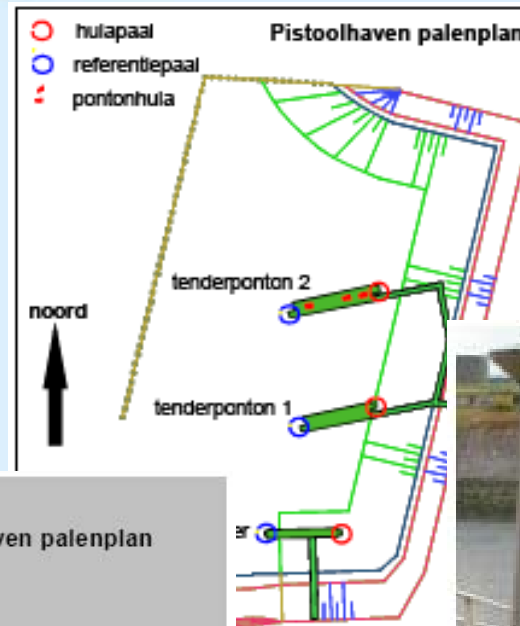 hulapaal
Pistoolhaven palenplan
referentiepaal
pontonhula
tenderponton 2
noord
tenderponton 1
er
ven palenplan